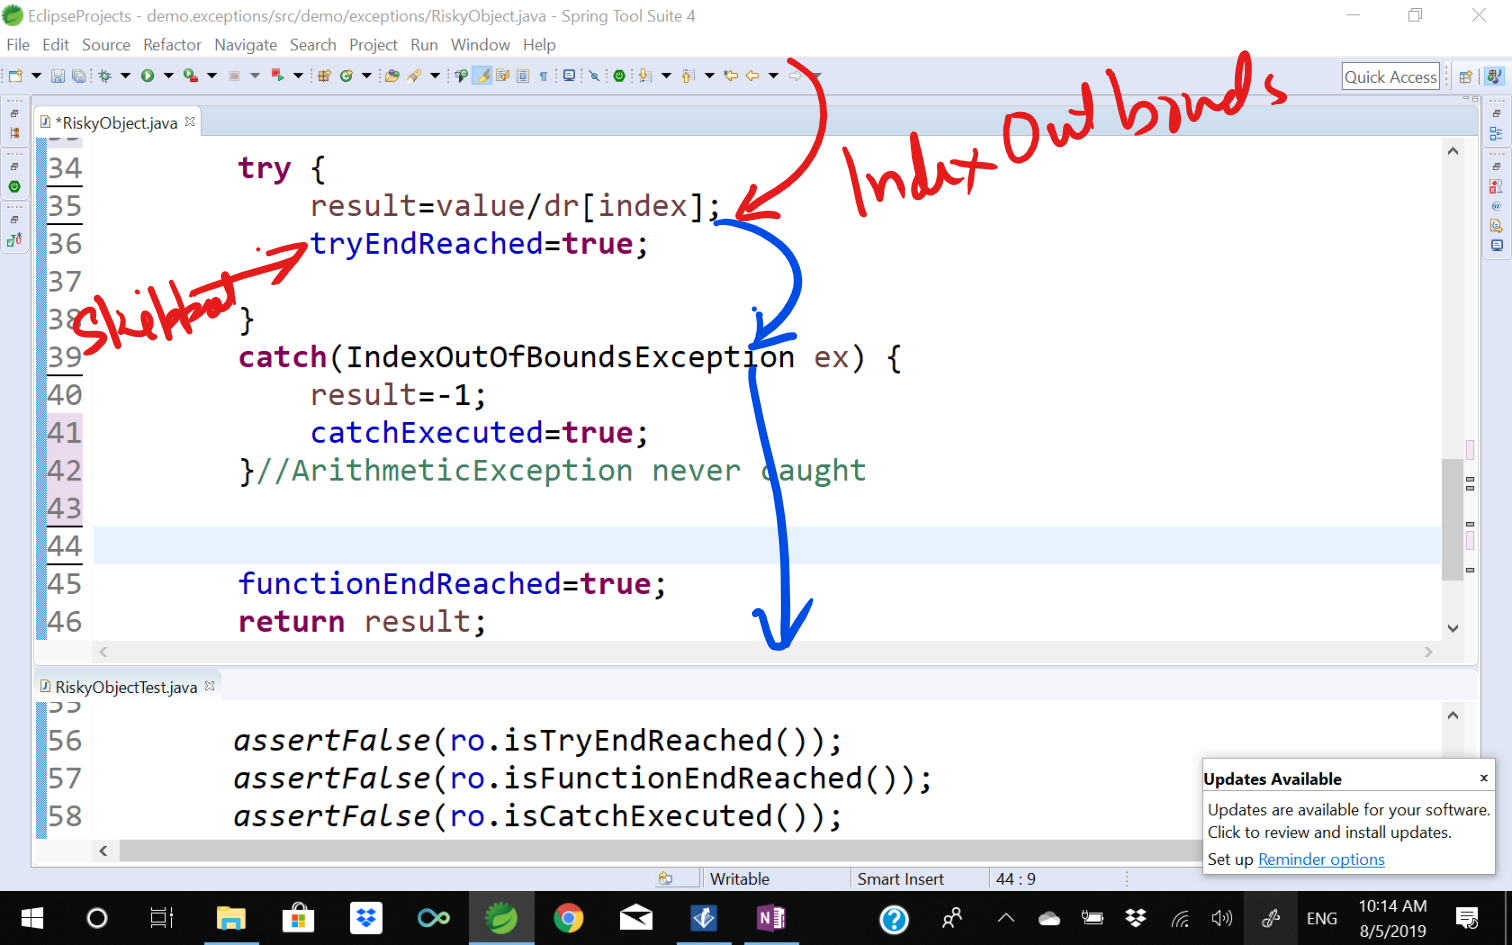 EclipseProjects - demo.exceptions/src/demo/exceptions/RiskyObject.java - Spring Tool Suite 4
File Edit Source Refactor Navigate Search Project Run Window Help
Quick Access
*RiskyObject.java
34 try {
35 result=value/dr[index];
36 tryEndReached=true;
37
38 }
39 catch(IndexOutOfBoundsException ex) {
40 result=-1;
41 catchExecuted=true;
42 }//ArithmeticException never caught
43
44
45 functionEndReached=true;
46 return result;
IndexOutbounds
RiskyObjectTest.java
55
56 assertFalse(ro.isTryEndReached());
57 assertFalse(ro.isFunctionEndReached());
58 assertFalse(ro.isCatchExecuted());
Updates Available
Updates are available for your software.
Click to review and install updates.
Set up Reminder options
Writable Smart Insert 44 : 9
ENG 10:14 AM
8/5/2019